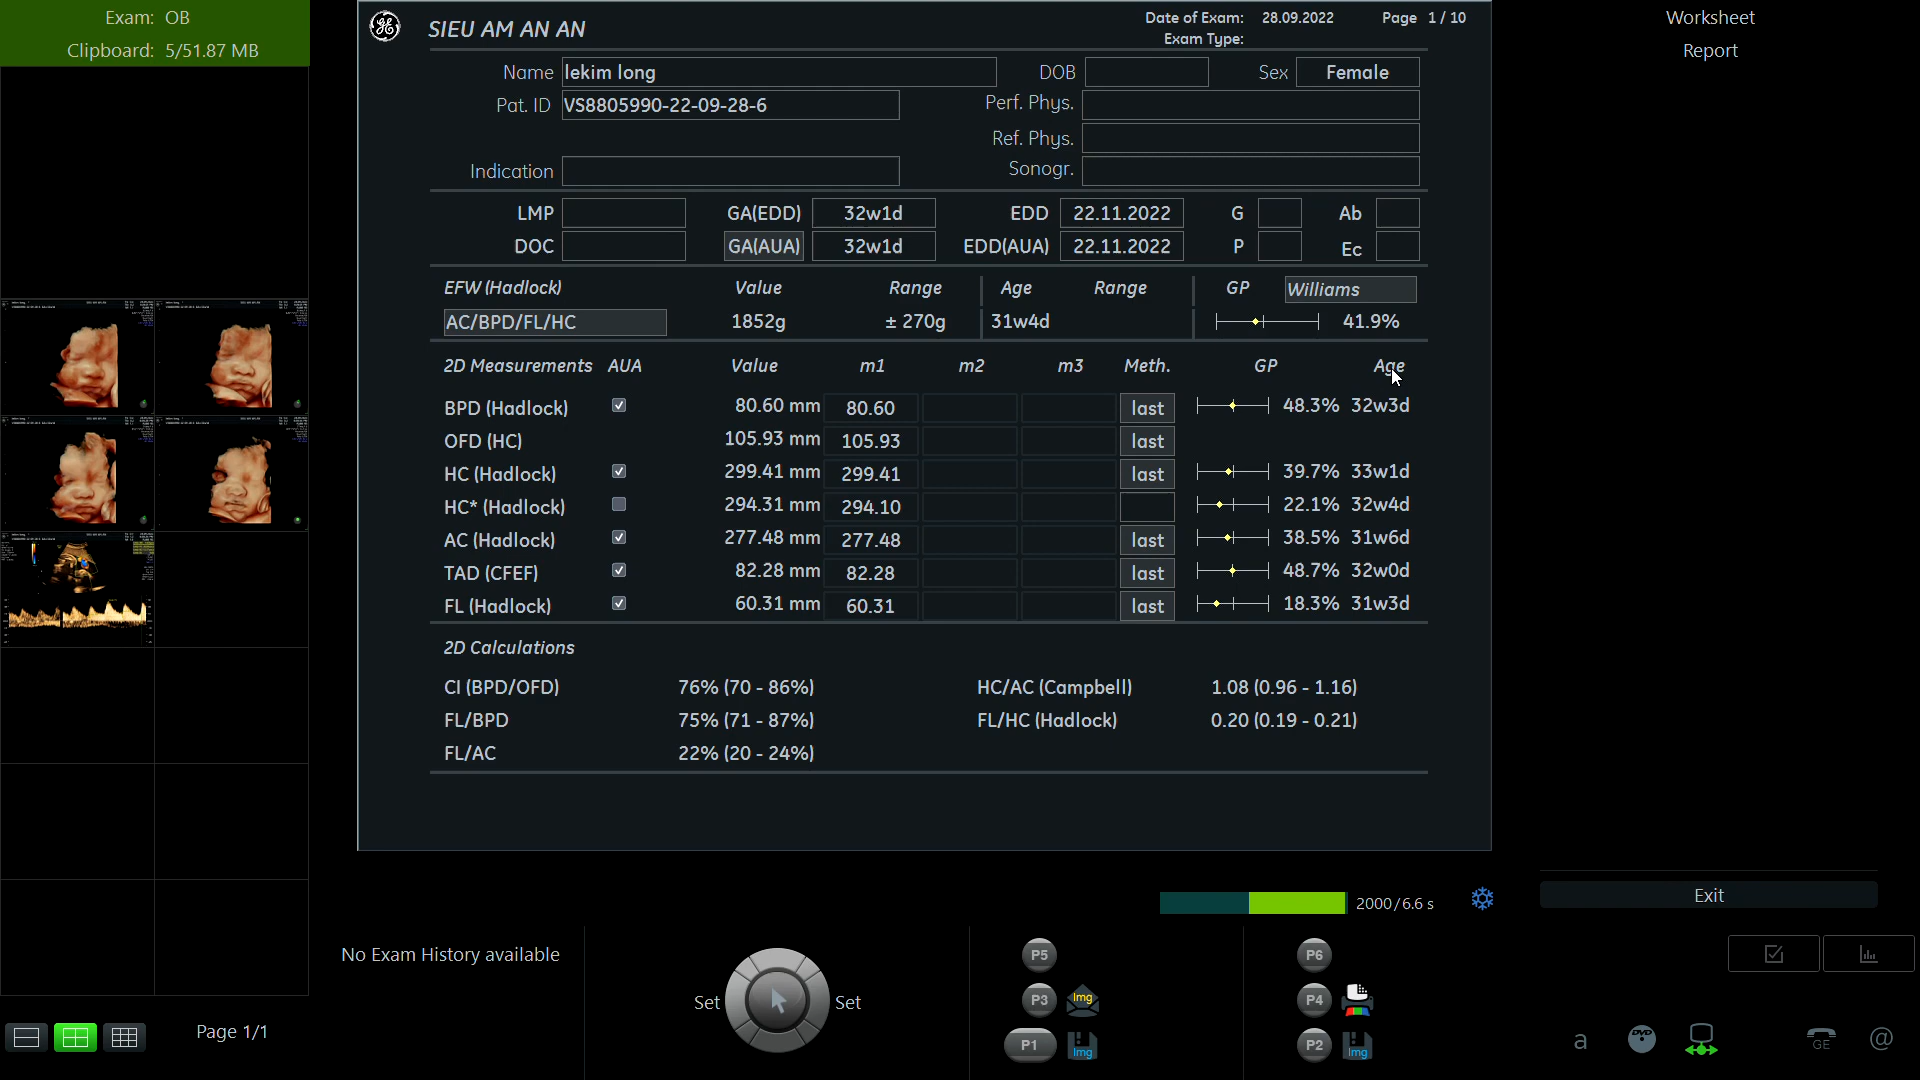 Exam: OB
Clipboard: 5/51.87 MB
SIEU AM AN AN
Date of Exam: 28.09.2022 Page 1 / 10
Exam Type:
Name lekim long DOB Sex Female
Pat. ID VS8805990-22-09-28-6 Perf. Phys.
Ref. Phys.
Indication Sonogr.
LMP GA(EDD) 32w1d EDD 22.11.2022 G Ab
DOC GA(AUA) 32w1d EDD(AUA) 22.11.2022 P Ec
EFW (Hadlock) Value Range Age Range GP Williams
AC/BPD/FL/HC 1852g ± 270g 31w4d 41.9%
2D Measurements AUA Value m1 m2 m3 Meth. GP Age
BPD (Hadlock) 80.60 mm 80.60 last 48.3% 32w3d
OFD (HC) 105.93 mm 105.93 last
HC (Hadlock) 299.41 mm 299.41 last 39.7% 33w1d
HC* (Hadlock) 294.31 mm 294.10 22.1% 32w4d
AC (Hadlock) 277.48 mm 277.48 last 38.5% 31w6d
TAD (CFEF) 82.28 mm 82.28 last 48.7% 32w0d
FL (Hadlock) 60.31 mm 60.31 last 18.3% 31w3d
2D Calculations
CI (BPD/OFD) 76% (70 - 86%) HC/AC (Campbell) 1.08 (0.96 - 1.16)
FL/BPD 75% (71 - 87%) FL/HC (Hadlock) 0.20 (0.19 - 0.21)
FL/AC 22% (20 - 24%)
Worksheet
Report
2000/6.6 s
Exit
No Exam History available
Set Set
P5
P3 Img
P1 Img
P6
P4
P2 Img
Page 1/1
a DVD GE @